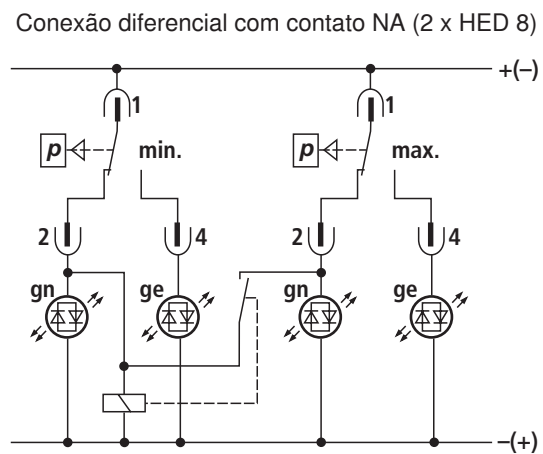 Conexão diferencial com contato NA (2 x HED 8)
+(–)
1 1
p min. p max.
2 4 2 4
gn ge gn ge
–(+)